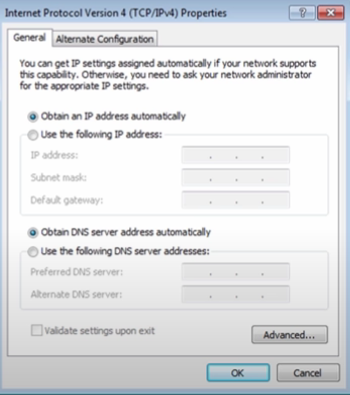 Internet Protocol Version 4 (TCP/IPv4) Properties
General
Alternate Configuration
You can get IP settings assigned automatically if your network supports
this capability. Otherwise, you need to ask your network administrator
for the appropriate IP settings.
Obtain an IP address automatically
Use the following IP address:
IP address:
Subnet mask:
Default gateway:
Obtain DNS server address automatically
Use the following DNS server addresses:
Preferred DNS server:
Alternate DNS server:
Validate settings upon exit
Advanced...
OK
Cancel